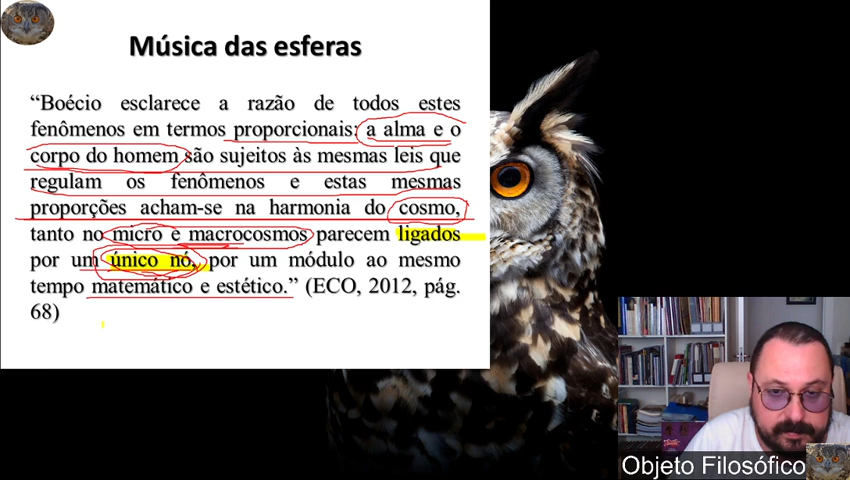 Música das esferas
“Boécio esclarece a razão de todos estes
fenômenos em termos proporcionais: a alma e o
corpo do homem são sujeitos às mesmas leis que
regulam os fenômenos e estas mesmas
proporções acham-se na harmonia do cosmo,
tanto no micro e macrocosmos parecem ligados
por um único nó, por um módulo ao mesmo
tempo matemático e estético.” (ECO, 2012, pág.
68)
Objeto Filosófico